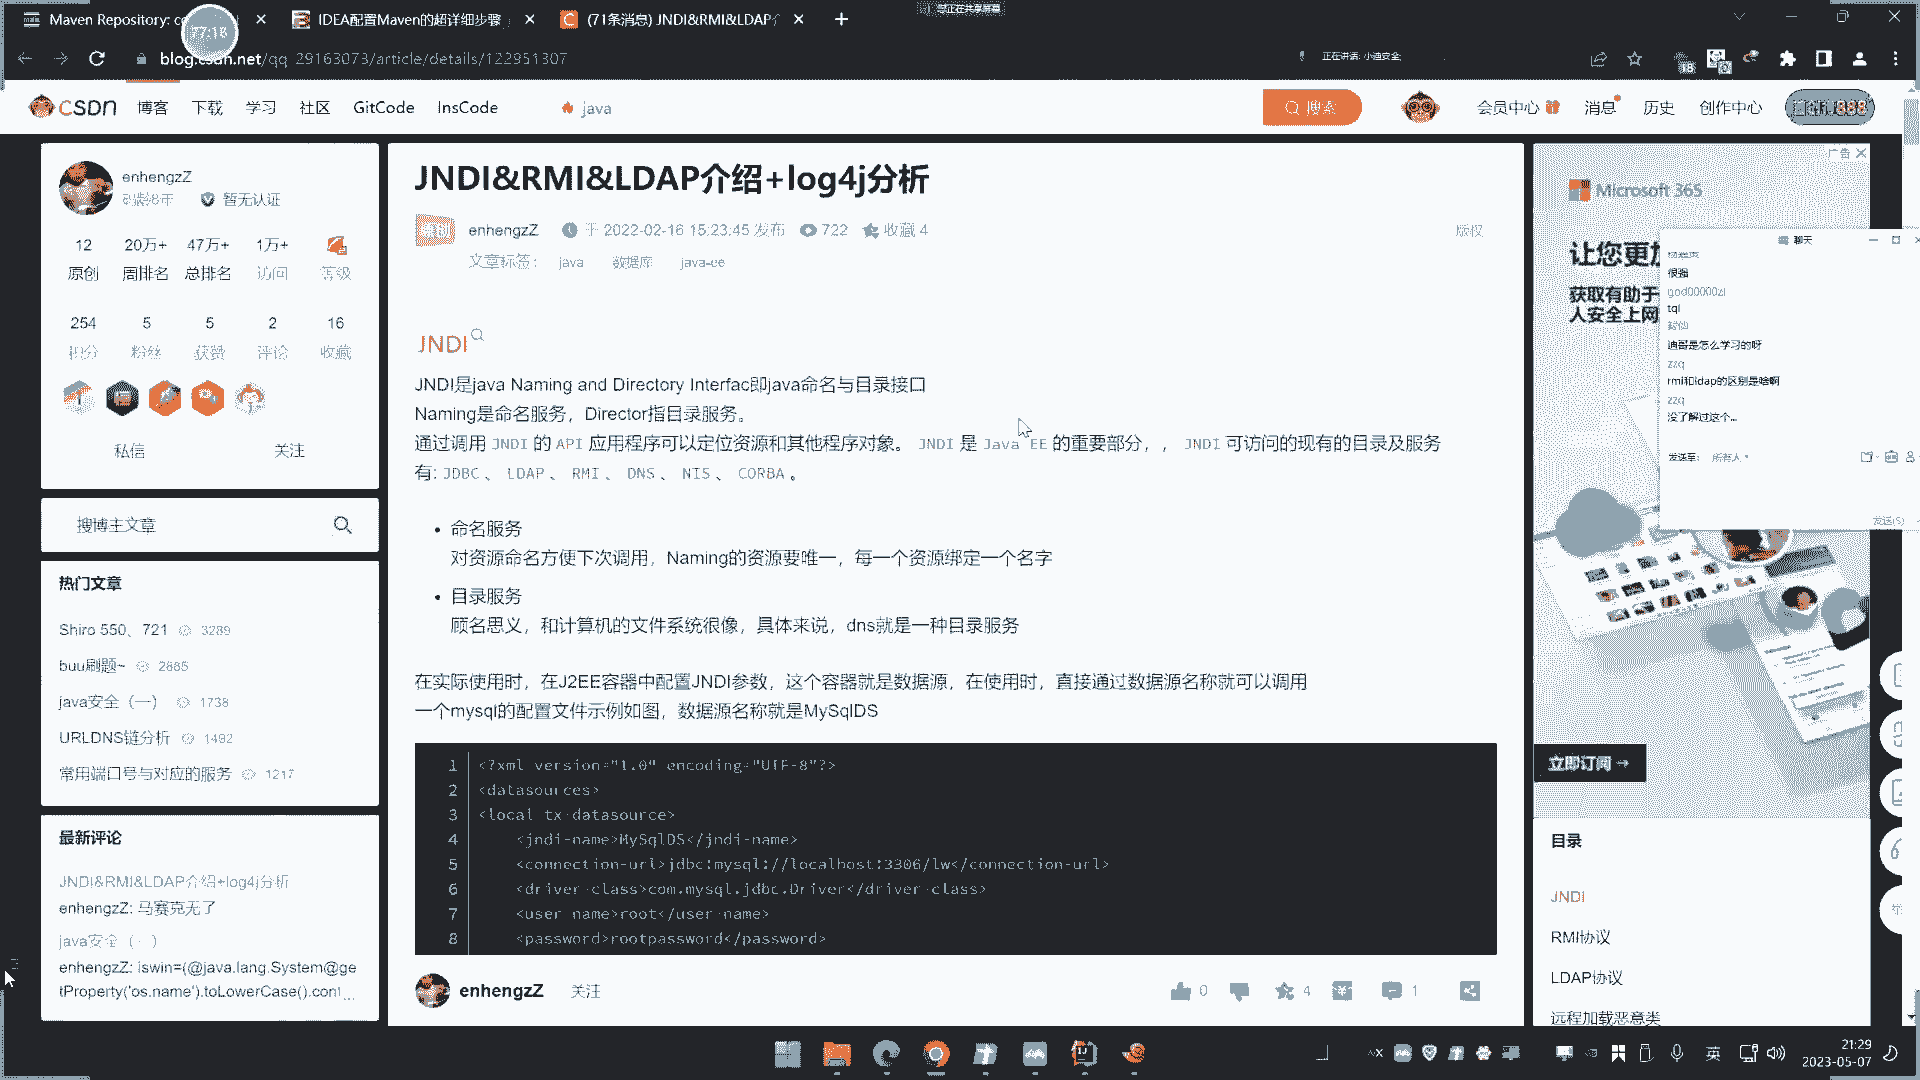 Maven Repository: co
77:18
IDEA配置Maven的超详细步骤
(71条消息) JNDI&RMI&LDAP介
blog.csdn.net/qq_29163073/article/details/122951307
正在讲话: 小迪安全
18
CSDN
博客
下载
学习
社区
GitCode
InsCode
java
搜索
会员中心
消息
历史
创作中心
enhengzZ
码龄8年
暂无认证
12
20万+
47万+
1万+
原创
周排名
总排名
访问
等级
254
5
5
2
16
积分
粉丝
获赞
评论
收藏
私信
关注
搜博主文章
热门文章
Shiro 550、721 3289
buu刷题~ 2885
java安全（一） 1738
URLDNS链分析 1492
常用端口号与对应的服务 1217
最新评论
JNDI&RMI&LDAP介绍+log4j分析
enhengzZ: 马赛克无了
java安全（一）
enhengzZ: iswin=(@java.lang.System@ge
tProperty('os.name').toLowerCase().cont ...
JNDI&RMI&LDAP介绍+log4j分析
原创
enhengzZ
于 2022-02-16 15:23:45 发布
722
收藏 4
版权
文章标签：
java
数据库
java-ee
JNDI
JNDI是java Naming and Directory Interfac即java命名与目录接口
Naming是命名服务，Director指目录服务。
通过调用 JNDI 的 API 应用程序可以定位资源和其他程序对象。 JNDI 是 Java EE 的重要部分，， JNDI 可访问的现有的目录及服务
有: JDBC 、 LDAP 、 RMI 、 DNS 、 NIS 、 CORBA 。
• 命名服务
对资源命名方便下次调用，Naming的资源要唯一，每一个资源绑定一个名字
• 目录服务
顾名思义，和计算机的文件系统很像，具体来说，dns就是一种目录服务
在实际使用时，在J2EE容器中配置JNDI参数，这个容器就是数据源，在使用时，直接通过数据源名称就可以调用
一个mysql的配置文件示例如图，数据源名称就是MySqlDS
1 <?xml version="1.0" encoding="UTF-8"?>
2 <datasources>
3 <local-tx-datasource>
4 <jndi-name>MySqlDS</jndi-name>
5 <connection-url>jdbc:mysql://localhost:3306/lw</connection-url>
6 <driver-class>com.mysql.jdbc.Driver</driver-class>
7 <user-name>root</user-name>
8 <password>rootpassword</password>
enhengzZ
关注
0
4
1
广告
Microsoft 365
让您更加
获取有助于
人安全上网
立即订阅 →
聊天
很强
god00000zl
tql
迪哥是怎么学习的呀
zzq
rmi和ldap的区别是啥啊
zzq
没了解过这个...
发送至:
所有人
发送(S)
目录
JNDI
RMI协议
LDAP协议
远程加载恶意类
英
21:29
2023-05-07